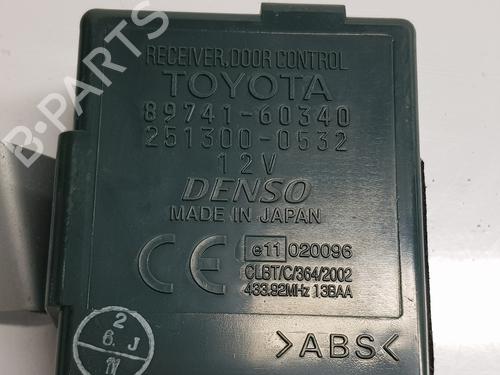 B-PARTS
RECEIVER,DOOR CONTROL
TOYOTA
89741-60340
251300-0532
12V
DENSO
MADE IN JAPAN
CE
e11 020096
CLBT/C/364/2002
433.92MHz 13BAA
2
6. J
11
>ABS<